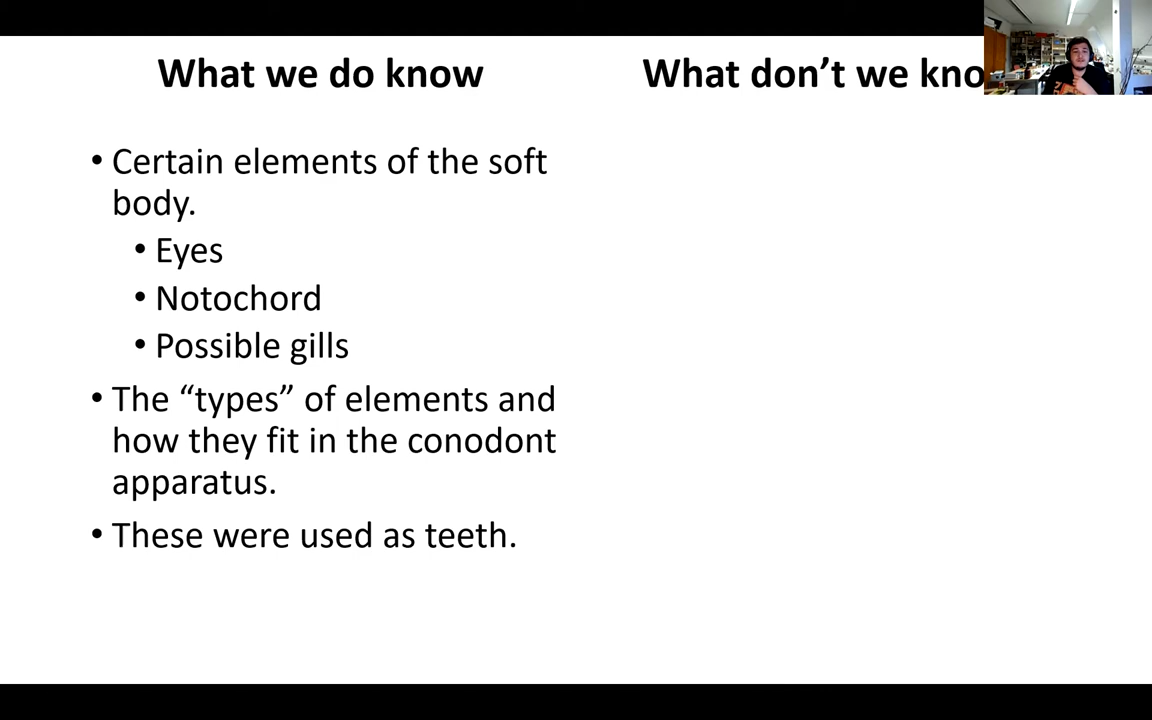 What we do know
What don’t we kno
• Certain elements of the soft
body.
• Eyes
• Notochord
• Possible gills
• The “types” of elements and
how they fit in the conodont
apparatus.
• These were used as teeth.